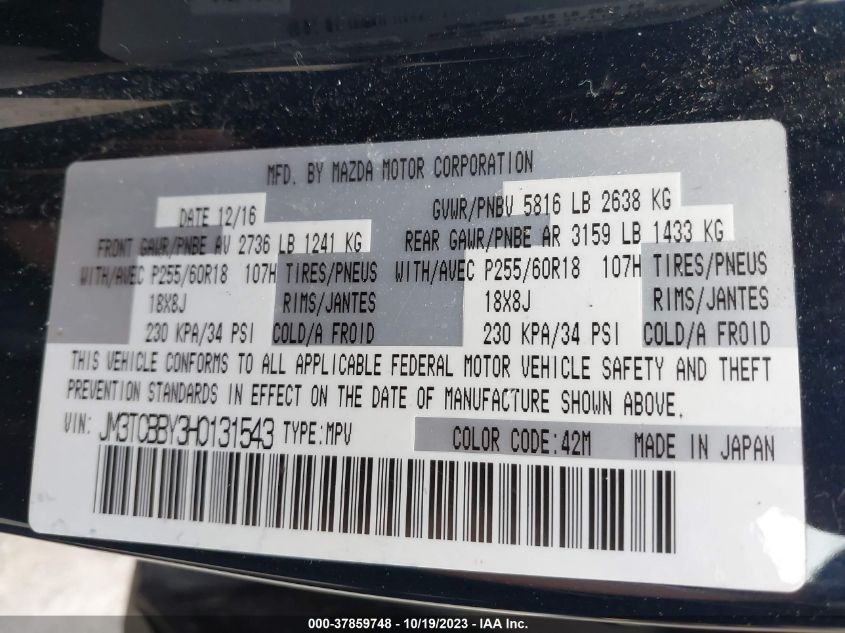 MFD. BY MAZDA MOTOR CORPORATION
DATE 12/16 GVWR/PNBV 5816 LB 2638 KG
FRONT GAWR/PNBE AV 2736 LB 1241 KG REAR GAWR/PNBE AR 3159 LB 1433 KG
WITH/AVEC P255/60R18 107H TIRES/PNEUS WITH/AVEC P255/60R18 107H TIRES/PNEUS
18X8J RIMS/JANTES 18X8J RIMS/JANTES
230 KPA/34 PSI COLD/A FROID 230 KPA/34 PSI COLD/A FROID
THIS VEHICLE CONFORMS TO ALL APPLICABLE FEDERAL MOTOR VEHICLE SAFETY AND THEFT
PREVENTION STANDARDS IN EFFECT ON THE DATE OF MANUFACTURE SHOWN ABOVE.
VIN: JM3TCBBY3H0131543 TYPE:MPV COLOR CODE:42M MADE IN JAPAN
000-37859748 - 10/19/2023 - IAAI Inc.